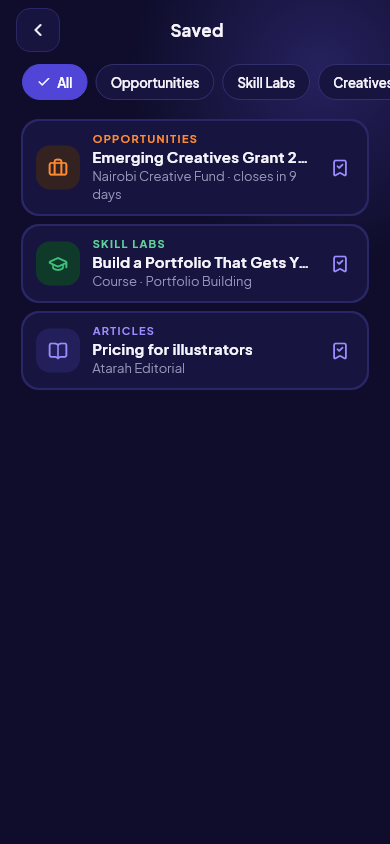 Saved
All
Opportunities
Skill Labs
Creatives
OPPORTUNITIES
Emerging Creatives Grant 2…
Nairobi Creative Fund · closes in 9
days
SKILL LABS
Build a Portfolio That Gets Y…
Course · Portfolio Building
ARTICLES
Pricing for illustrators
Atarah Editorial